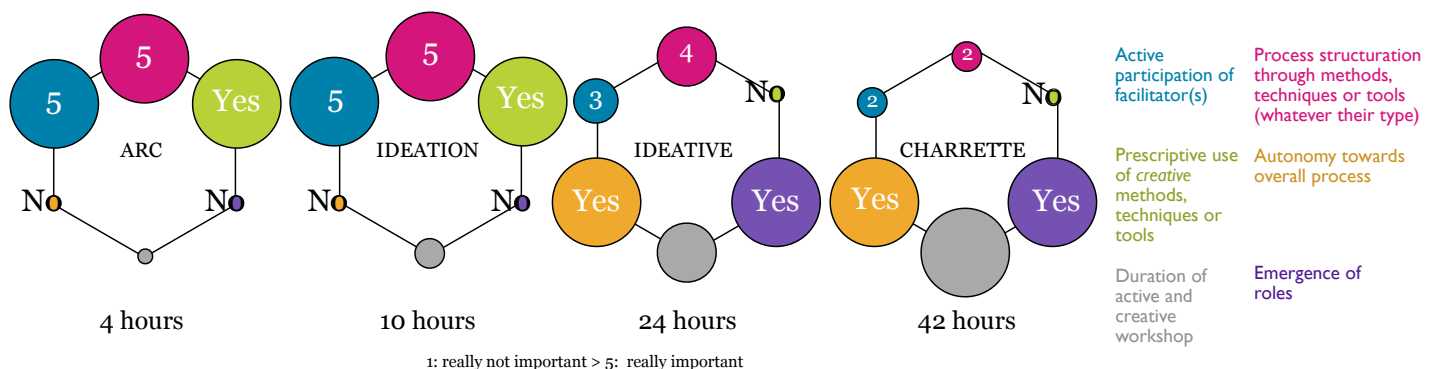 5
5
Yes
ARC
No
No
4 hours
5
5
Yes
IDEATION
No
No
10 hours
3
4
No
IDEATIVE
Yes
Yes
24 hours
2
2
No
CHARRETTE
Yes
Yes
42 hours
1: really not important > 5: really important
Active
participation of
facilitator(s)
Process structuration
through methods,
techniques or tools
(whatever their type)
Prescriptive use
of creative
methods,
techniques or
tools
Autonomy towards
overall process
Duration of
active and
creative
workshop
Emergence of
roles